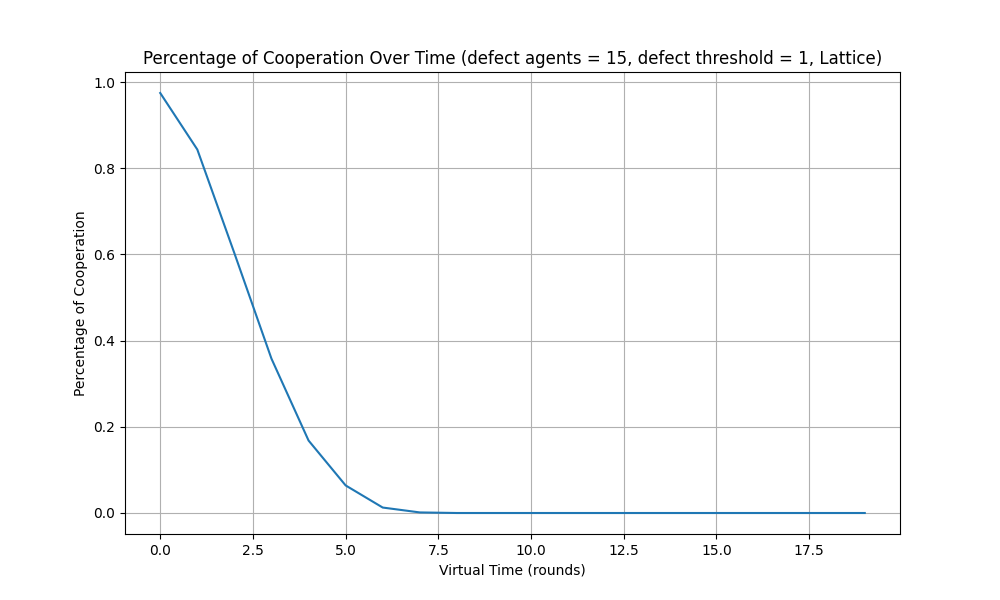 Percentage of Cooperation Over Time (defect agents = 15, defect threshold = 1, Lattice)
1.0
0.8
0.6
0.4
0.2
0.0
Percentage of Cooperation
0.0 2.5 5.0 7.5 10.0 12.5 15.0 17.5
Virtual Time (rounds)